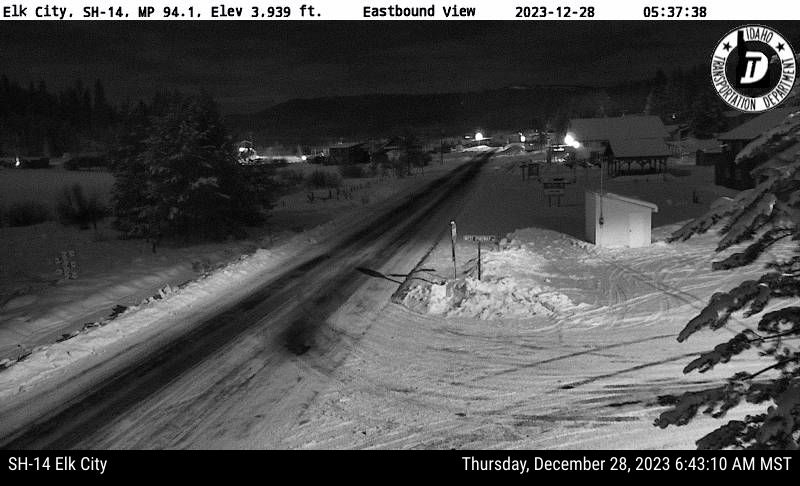 Elk City, SH-14, MP 94.1, Elev 3,939 ft. Eastbound View 2023-12-28 05:37:38
IDAHO
TRANSPORTATION DEPARTMENT
SH-14 Elk City Thursday, December 28, 2023 6:43:10 AM MST